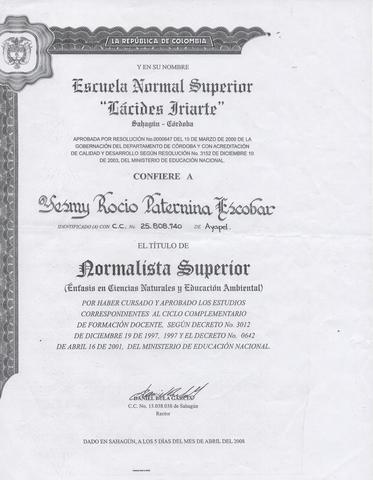 LA REPÚBLICA DE COLOMBIA
Y EN SU NOMBRE
Escuela Normal Superior
"Lácides Iriarte"
Sahagún - Córdoba
APROBADA POR RESOLUCIÓN No.0000647 DEL 15 DE MARZO DE 2000 DE LA
GOBERNACIÓN DEL DEPARTAMENTO DE CÓRDOBA Y CON ACREDITACIÓN
DE CALIDAD Y DESARROLLO SEGÚN RESOLUCIÓN No. 3152 DE DICIEMBRE 10
DE 2003, DEL MINISTERIO DE EDUCACIÓN NACIONAL.
CONFIERE A
Yesmy Rocio Paternina Escobar
IDENTIFICADO (A) CON C.C. No. 25.808.740 DE Ayapel.
EL TÍTULO DE
Normalista Superior
(Énfasis en Ciencias Naturales y Educación Ambiental)
POR HABER CURSADO Y APROBADO LOS ESTUDIOS
CORRESPONDIENTES AL CICLO COMPLEMENTARIO
DE FORMACIÓN DOCENTE, SEGÚN DECRETO No. 3012
DE DICIEMBRE 19 DE 1997, 1997 Y EL DECRETO No. 0642
DE ABRIL 16 DE 2001, DEL MINISTERIO DE EDUCACIÓN NACIONAL.
DANIEL
C.C. No. 15.038.038 de Sahagún
Rector
DADO EN SAHAGÚN, A LOS 5 DÍAS DEL MES DE ABRIL DEL 2008